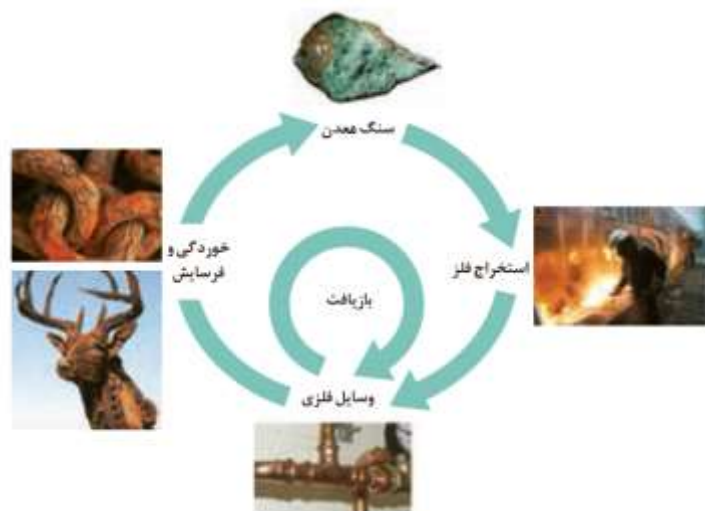 سنگ معدن
استخراج فلز
وسایل فلزی
خوردگی و
فرسایش
بازیافت